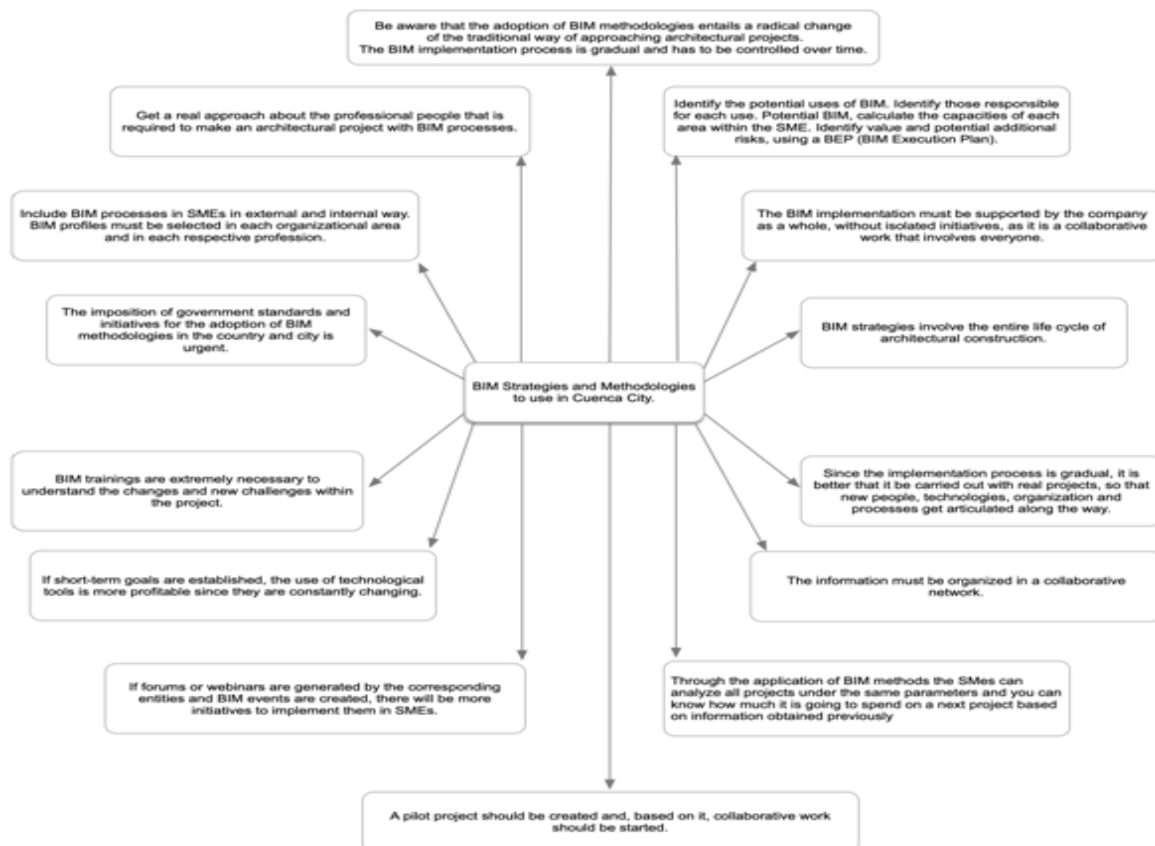 Be aware that the adoption of BIM methodologies entails a radical change
of the traditional way of approaching architectural projects.
The BIM implementation process is gradual and has to be controlled over time.
Get a real approach about the professional people that is
required to make an architectural project with BIM processes.
Identify the potential uses of BIM. Identify those responsible
for each use. Potential BIM, calculate the capacities of each
area within the SME. Identify value and potential additional
risks, using a BEP (BIM Execution Plan).
Include BIM processes in SMEs in external and internal way.
BIM profiles must be selected in each organizational area
and in each respective profession.
The BIM implementation must be supported by the company
as a whole, without isolated initiatives, as it is a collaborative
work that involves everyone.
The imposition of government standards and
initiatives for the adoption of BIM
methodologies in the country and city is
urgent.
BIM strategies involve the entire life cycle of
architectural construction.
BIM Strategies and Methodologies
to use in Cuenca City.
BIM trainings are extremely necessary to
understand the changes and new challenges within
the project.
Since the implementation process is gradual, it is
better that it be carried out with real projects, so that
new people, technologies, organization and
processes get articulated along the way.
If short-term goals are established, the use of technological
tools is more profitable since they are constantly changing.
The information must be organized in a collaborative
network.
If forums or webinars are generated by the corresponding
entities and BIM events are created, there will be more
initiatives to implement them in SMEs.
Through the application of BIM methods the SMes can
analyze all projects under the same parameters and you can
know how much it is going to spend on a next project based
on information obtained previously
A pilot project should be created and, based on it, collaborative work
should be started.